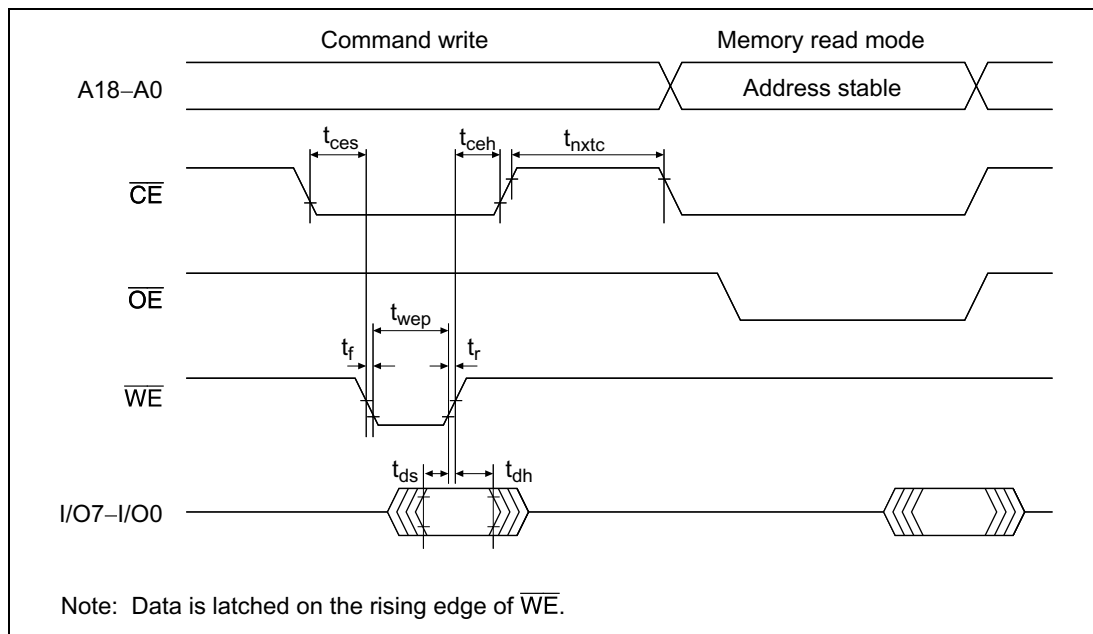 Command write
Memory read mode
A18–A0
Address stable
tces
tceh
tnxtc
CE
OE
twep
tf
tr
WE
tds
tdh
I/O7–I/O0
Note: Data is latched on the rising edge of WE.